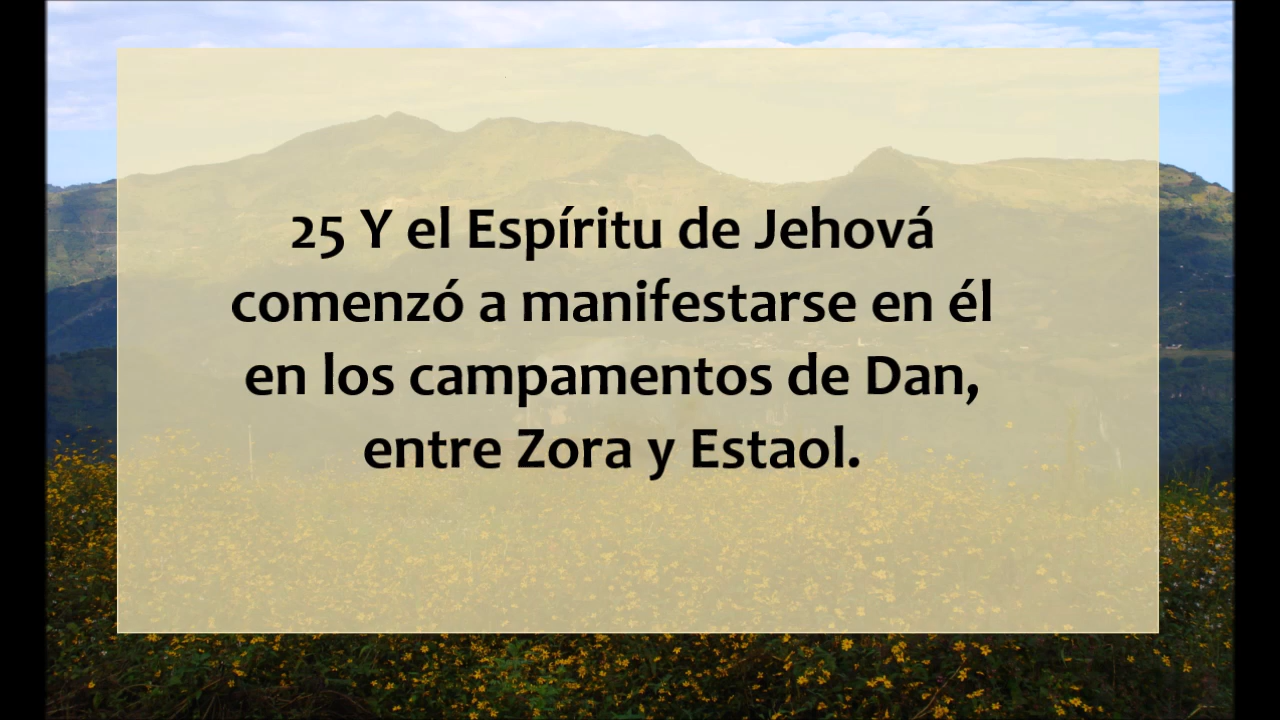 25 Y el Espíritu de Jehová
comenzó a manifestarse en él
en los campamentos de Dan,
entre Zora y Estaol.